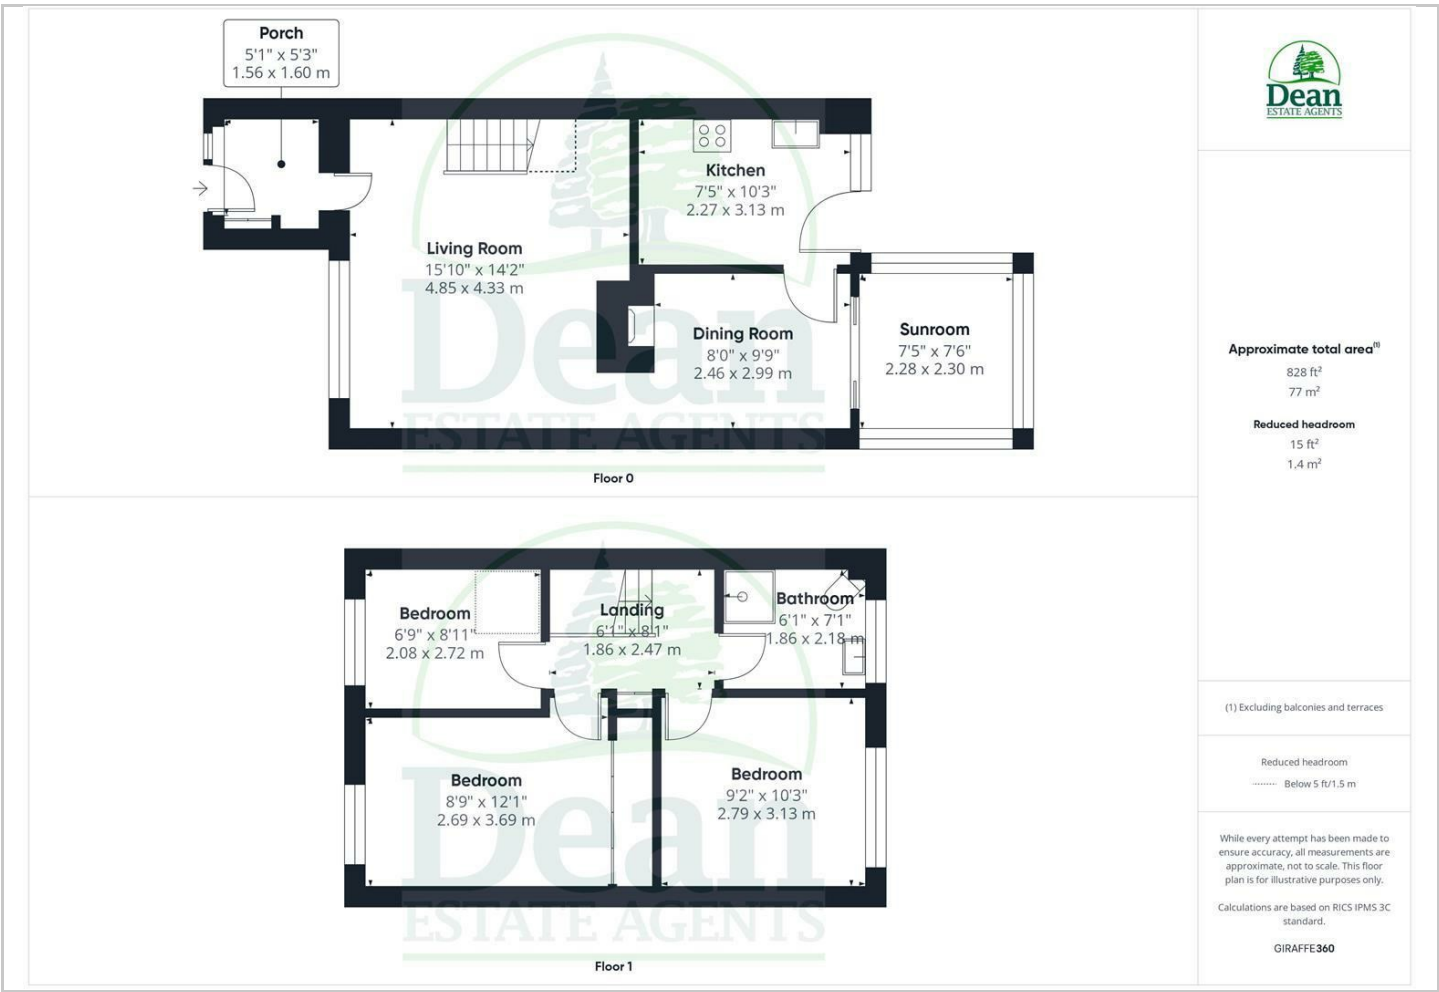 Porch
5'1" x 5'3"
1.56 x 1.60 m
Living Room
15'10" x 14'2"
4.85 x 4.33 m
Kitchen
7'5" x 10'3"
2.27 x 3.13 m
Dining Room
8'0" x 9'9"
2.46 x 2.99 m
Sunroom
7'5" x 7'6"
2.28 x 2.30 m
Dean
ESTATE AGENTS
Floor 0
Bedroom
6'9" x 8'11"
2.08 x 2.72 m
Landing
6'1" x 8'1"
1.86 x 2.47 m
Bathroom
6'1" x 7'1"
1.86 x 2.18 m
Bedroom
8'9" x 12'1"
2.69 x 3.69 m
Bedroom
9'2" x 10'3"
2.79 x 3.13 m
Dean
ESTATE AGENTS
Floor 1
Dean
ESTATE AGENTS
Approximate total area(1)
828 ft²
77 m²
Reduced headroom
15 ft²
1.4 m²
(1) Excluding balconies and terraces
Reduced headroom
Below 5 ft/1.5 m
While every attempt has been made to
ensure accuracy, all measurements are
approximate, not to scale. This floor
plan is for illustrative purposes only.
Calculations are based on RICS IPMS 3C
standard.
GIRAFFE360